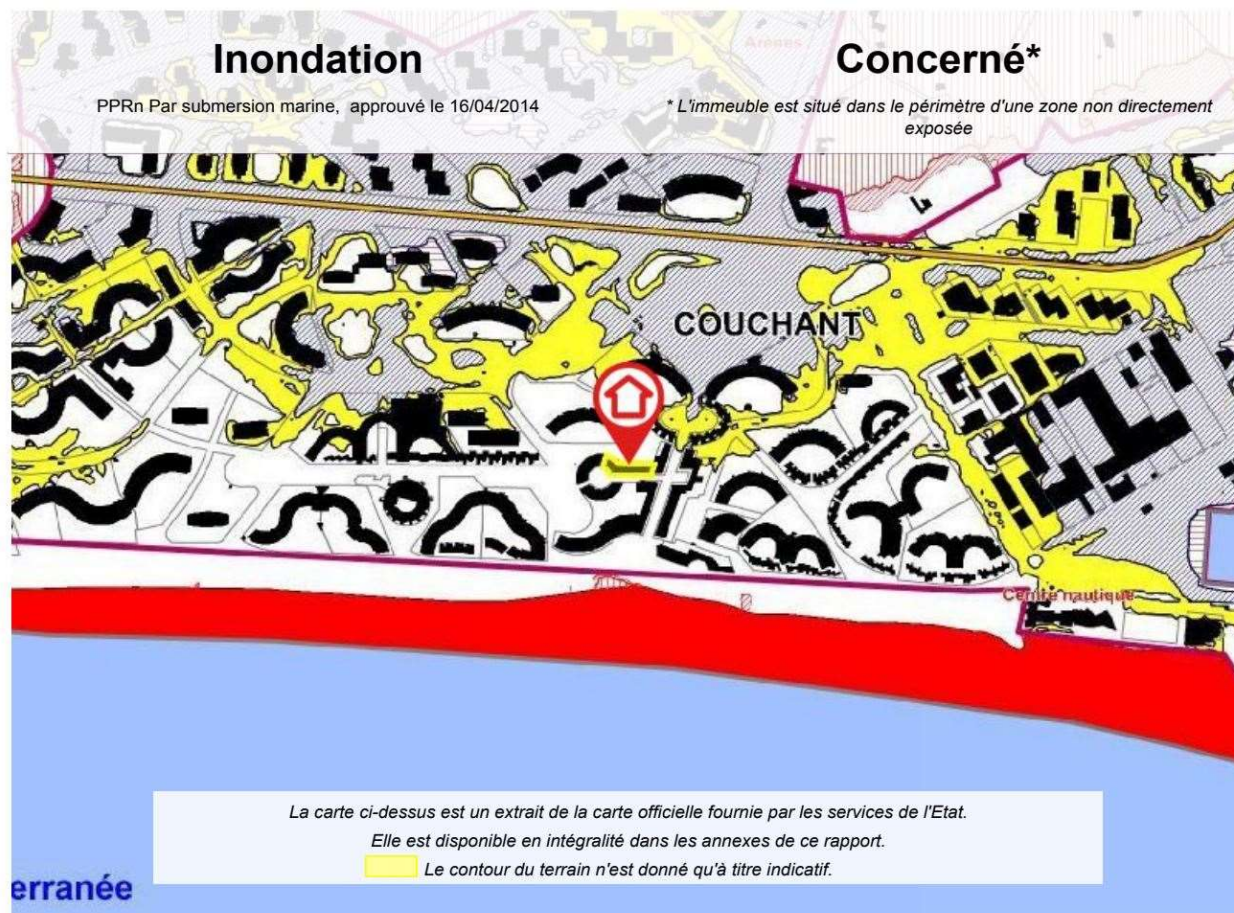 Inondation
PPRn Par submersion marine, approuvé le 16/04/2014
Concerné*
* L'immeuble est situé dans le périmètre d'une zone non directement
exposée
Arènes
COUCHANT
Centre nautique
La carte ci-dessus est un extrait de la carte officielle fournie par les services de l'Etat.
Elle est disponible en intégralité dans les annexes de ce rapport.
Le contour du terrain n'est donné qu'à titre indicatif.
erranée